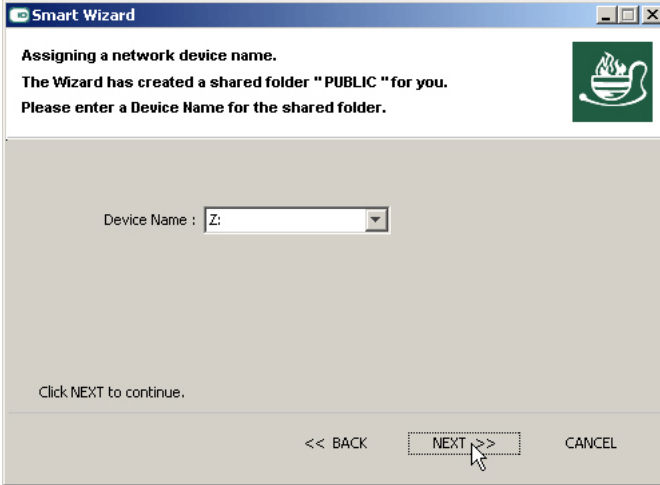 Smart Wizard
Assigning a network device name.
The Wizard has created a shared folder "PUBLIC "for you.
Please enter a Device Name for the shared folder.
Device Name : Z:
Click NEXT to continue.
<< BACK NEXT >> CANCEL